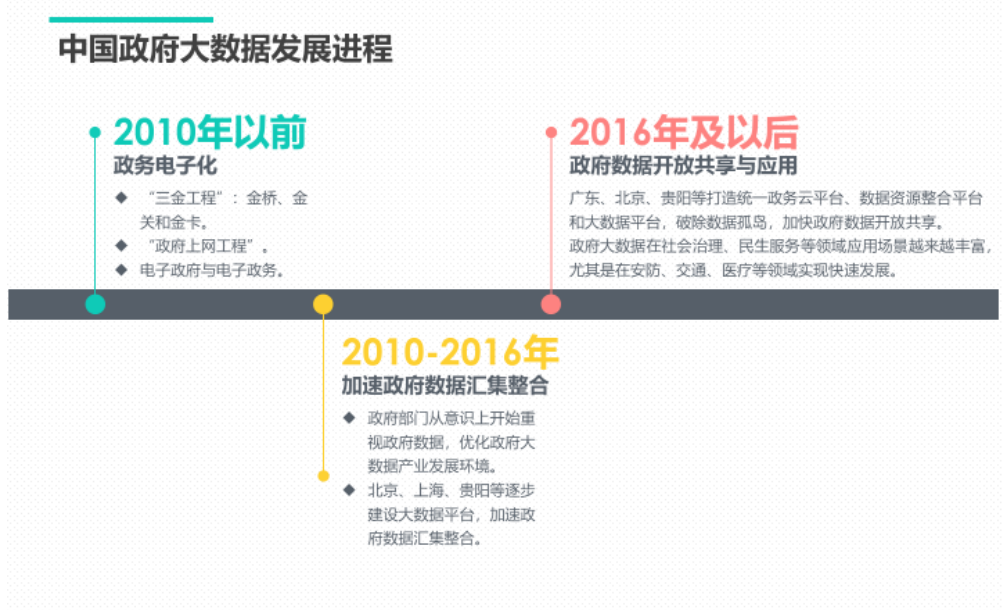 中国政府大数据发展进程
2010年以前
政务电子化
◆ “三金工程”：金桥、金
关和金卡。
◆ “政府上网工程”。
◆ 电子政府与电子政务。
2016年及以后
政府数据开放共享与应用
广东、北京、贵阳等打造统一政务云平台、数据资源整合平台
和大数据平台，破除数据孤岛，加快政府数据开放共享。
政府大数据在社会治理、民生服务等领域应用场景越来越丰富，
尤其是在安防、交通、医疗等领域实现快速发展。
2010-2016年
加速政府数据汇集整合
◆ 政府部门从意识上开始重
视政府数据，优化政府大
数据产业发展环境。
◆ 北京、上海、贵阳等逐步
建设大数据平台，加速政
府数据汇集整合。